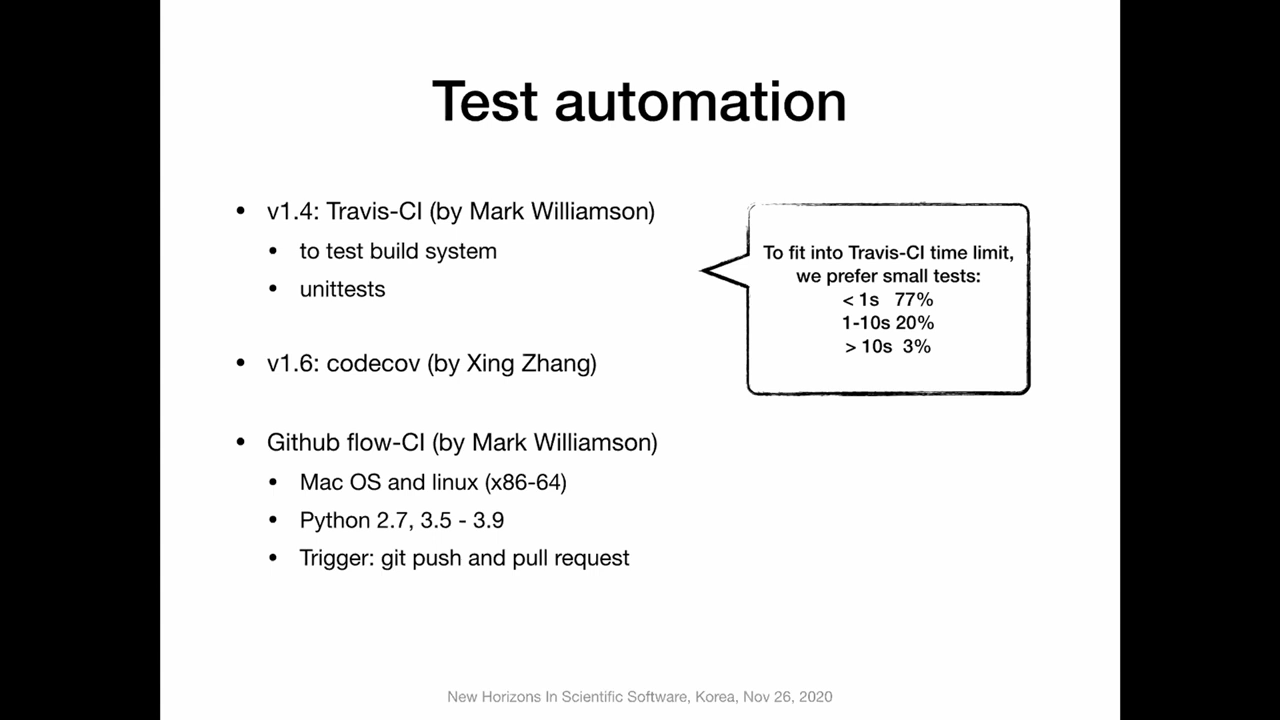 Test automation
• v1.4: Travis-CI (by Mark Williamson)
• to test build system
• unittests
• v1.6: codecov (by Xing Zhang)
• Github flow-CI (by Mark Williamson)
• Mac OS and linux (x86-64)
• Python 2.7, 3.5 - 3.9
• Trigger: git push and pull request
To fit into Travis-CI time limit,
we prefer small tests:
< 1s 77%
1-10s 20%
> 10s 3%
New Horizons In Scientific Software, Korea, Nov 26, 2020